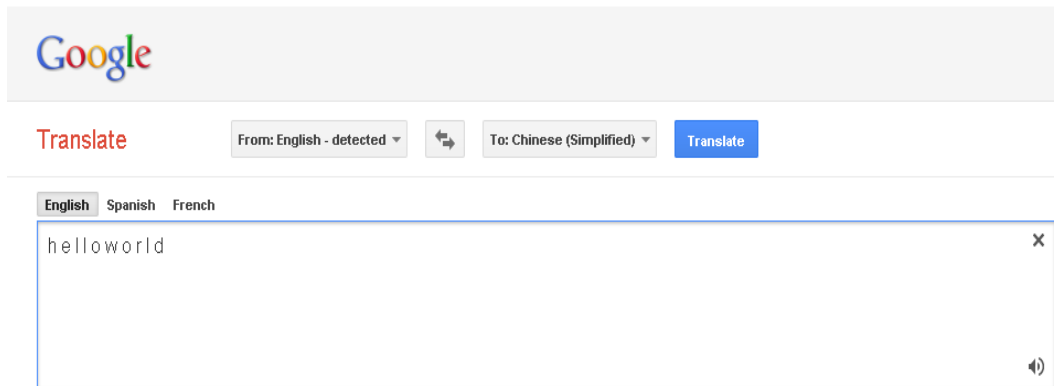 Google
Translate From: English - detected To: Chinese (Simplified) Translate
English Spanish French
helloworld